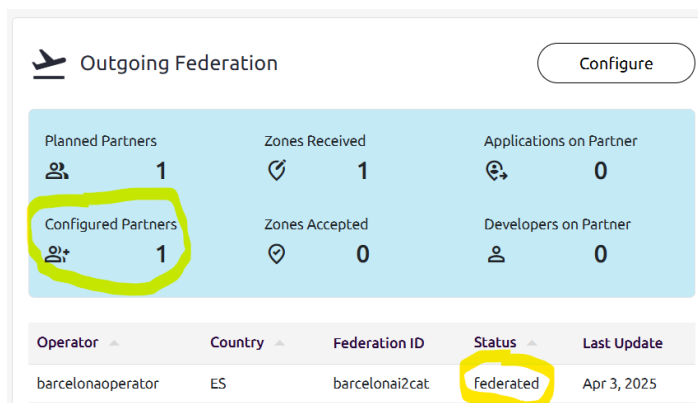 Outgoing Federation Configure
Planned Partners Zones Received Applications on Partner
1 1 0
Configured Partners Zones Accepted Developers on Partner
1 0 0
Operator Country Federation ID Status Last Update
barcelonaoperator ES barcelonai2cat federated Apr 3, 2025